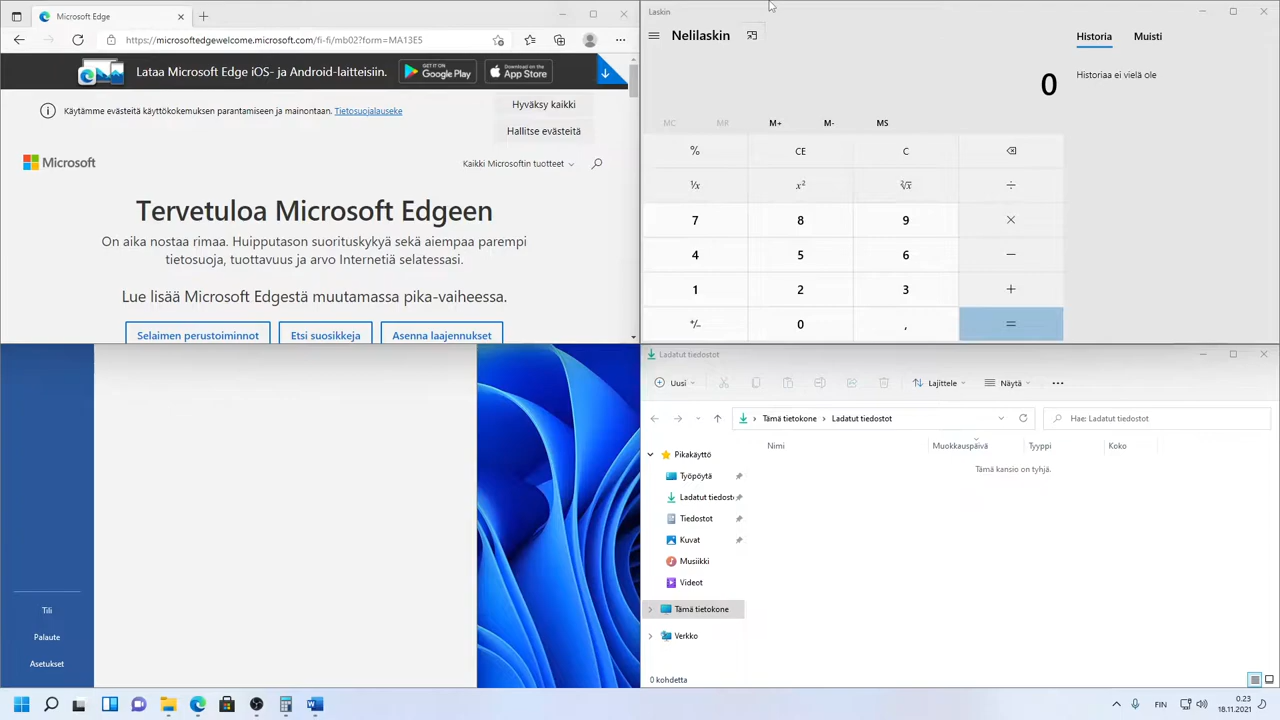 Microsoft Edge
https://microsoftedgewelcome.microsoft.com/fi-fi/mb02?form=MA13E5
Lataa Microsoft Edge iOS- ja Android-laitteisiin.
GET IT ON
Google Play
Download on the
App Store
Käytämme evästeitä käyttökokemuksen parantamiseen ja mainontaan. Tietosuojalauseke
Hyväksy kaikki
Hallitse evästeitä
Microsoft
Kaikki Microsoftin tuotteet
Tervetuloa Microsoft Edgeen
On aika nostaa rimaa. Huipputason suorituskykyä sekä aiempaa parempi
tietosuoja, tuottavuus ja arvo Internetiä selatessasi.
Lue lisää Microsoft Edgestä muutamassa pika-vaiheessa.
Selaimen perustoiminnot
Etsi suosikkeja
Asenna laajennukset
Laskin
Nelilaskin
Historia
Muisti
Historiaa ei vielä ole
0
MC MR M+ M- MS
% CE C
¹⁄x x² ²√x ÷
7 8 9 ×
4 5 6 −
1 2 3 +
+/− 0 , =
Tili
Palaute
Asetukset
Ladatut tiedostot
Uusi
Lajittele
Näytä
Tämä tietokone > Ladatut tiedostot
Hae: Ladatut tiedostot
Nimi Muokkauspäivä Tyyppi Koko
Tämä kansio on tyhjä.
Pikakäyttö
Työpöytä
Ladatut tiedost
Tiedostot
Kuvat
Musiikki
Videot
Tämä tietokone
Verkko
0 kohdetta
FIN
0.23
18.11.2021